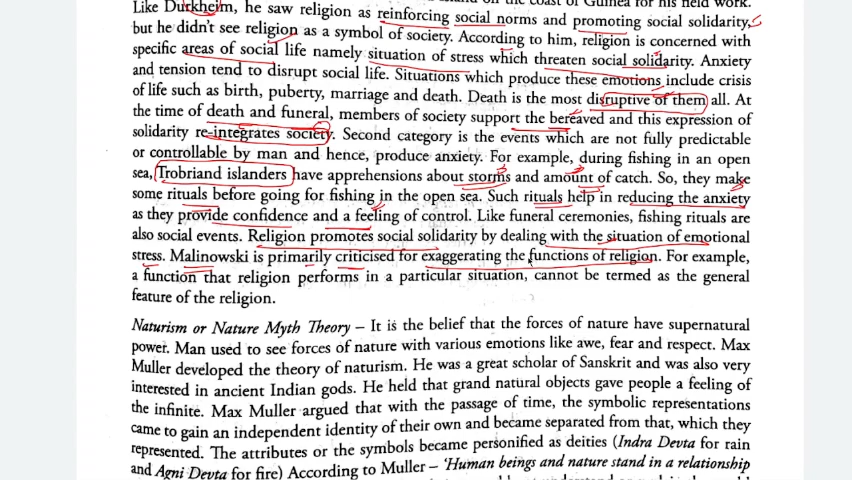 on the coast of Guinea for his field work.
Like Durkheim, he saw religion as reinforcing social norms and promoting social solidarity,
but he didn't see religion as a symbol of society. According to him, religion is concerned with
specific areas of social life namely situation of stress which threaten social solidarity. Anxiety
and tension tend to disrupt social life. Situations which produce these emotions include crisis
of life such as birth, puberty, marriage and death. Death is the most disruptive of them all. At
the time of death and funeral, members of society support the bereaved and this expression of
solidarity re-integrates society. Second category is the events which are not fully predictable
or controllable by man and hence, produce anxiety. For example, during fishing in an open
sea, Trobriand islanders have apprehensions about storms and amount of catch. So, they make
some rituals before going for fishing in the open sea. Such rituals help in reducing the anxiety
as they provide confidence and a feeling of control. Like funeral ceremonies, fishing rituals are
also social events. Religion promotes social solidarity by dealing with the situation of emotional
stress. Malinowski is primarily criticised for exaggerating the functions of religion. For example,
a function that religion performs in a particular situation, cannot be termed as the general
feature of the religion.
Naturism or Nature Myth Theory – It is the belief that the forces of nature have supernatural
power. Man used to see forces of nature with various emotions like awe, fear and respect. Max
Muller developed the theory of naturism. He was a great scholar of Sanskrit and was also very
interested in ancient Indian gods. He held that grand natural objects gave people a feeling of
the infinite. Max Muller argued that with the passage of time, the symbolic representations
came to gain an independent identity of their own and became separated from that, which they
represented. The attributes or the symbols became personified as deities (Indra Devta for rain
and Agni Devta for fire) According to Muller – 'Human beings and nature stand in a relationship